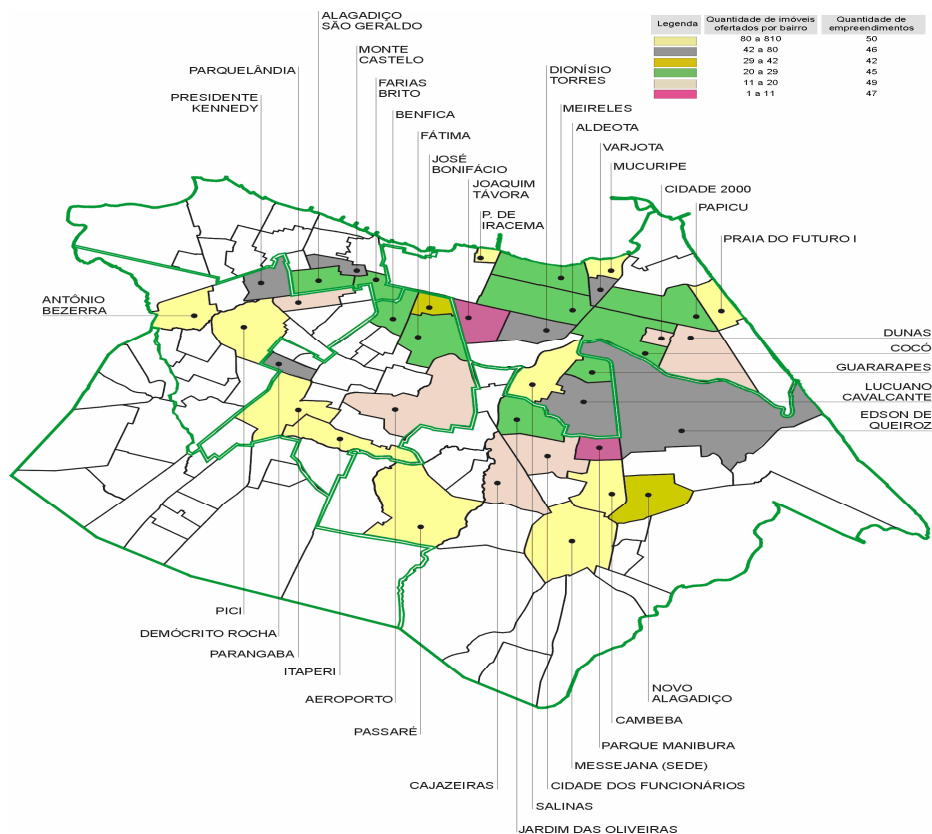 ALAGADIÇO
SÃO GERALDO
MONTE
CASTELO
PARQUELÂNDIA
FARIAS
BRITO
PRESIDENTE
KENNEDY
BENFICA
FÁTIMA
JOSÉ
BONIFÁCIO
JOAQUIM
TÁVORA
P. DE
IRACEMA
DIONÍSIO
TORRES
MEIRELES
ALDEOTA
VARJOTA
MUCURIPE
CIDADE 2000
PAPICU
PRAIA DO FUTURO I
Legenda Quantidade de imóveis ofertados por bairro Quantidade de empreendimentos
80 a 810 50
42 a 80 46
29 a 42 42
20 a 29 45
11 a 20 49
1 a 11 47
ANTÔNIO
BEZERRA
DUNAS
COCÓ
GUARARAPES
LUCUANO
CAVALCANTE
EDSON DE
QUEIROZ
PICI
DEMÓCRITO ROCHA
PARANGABA
ITAPERI
AEROPORTO
PASSARÉ
NOVO
ALAGADIÇO
CAMBEBA
PARQUE MANIBURA
MESSEJANA (SEDE)
CAJAZEIRAS
CIDADE DOS FUNCIONÁRIOS
SALINAS
JARDIM DAS OLIVEIRAS